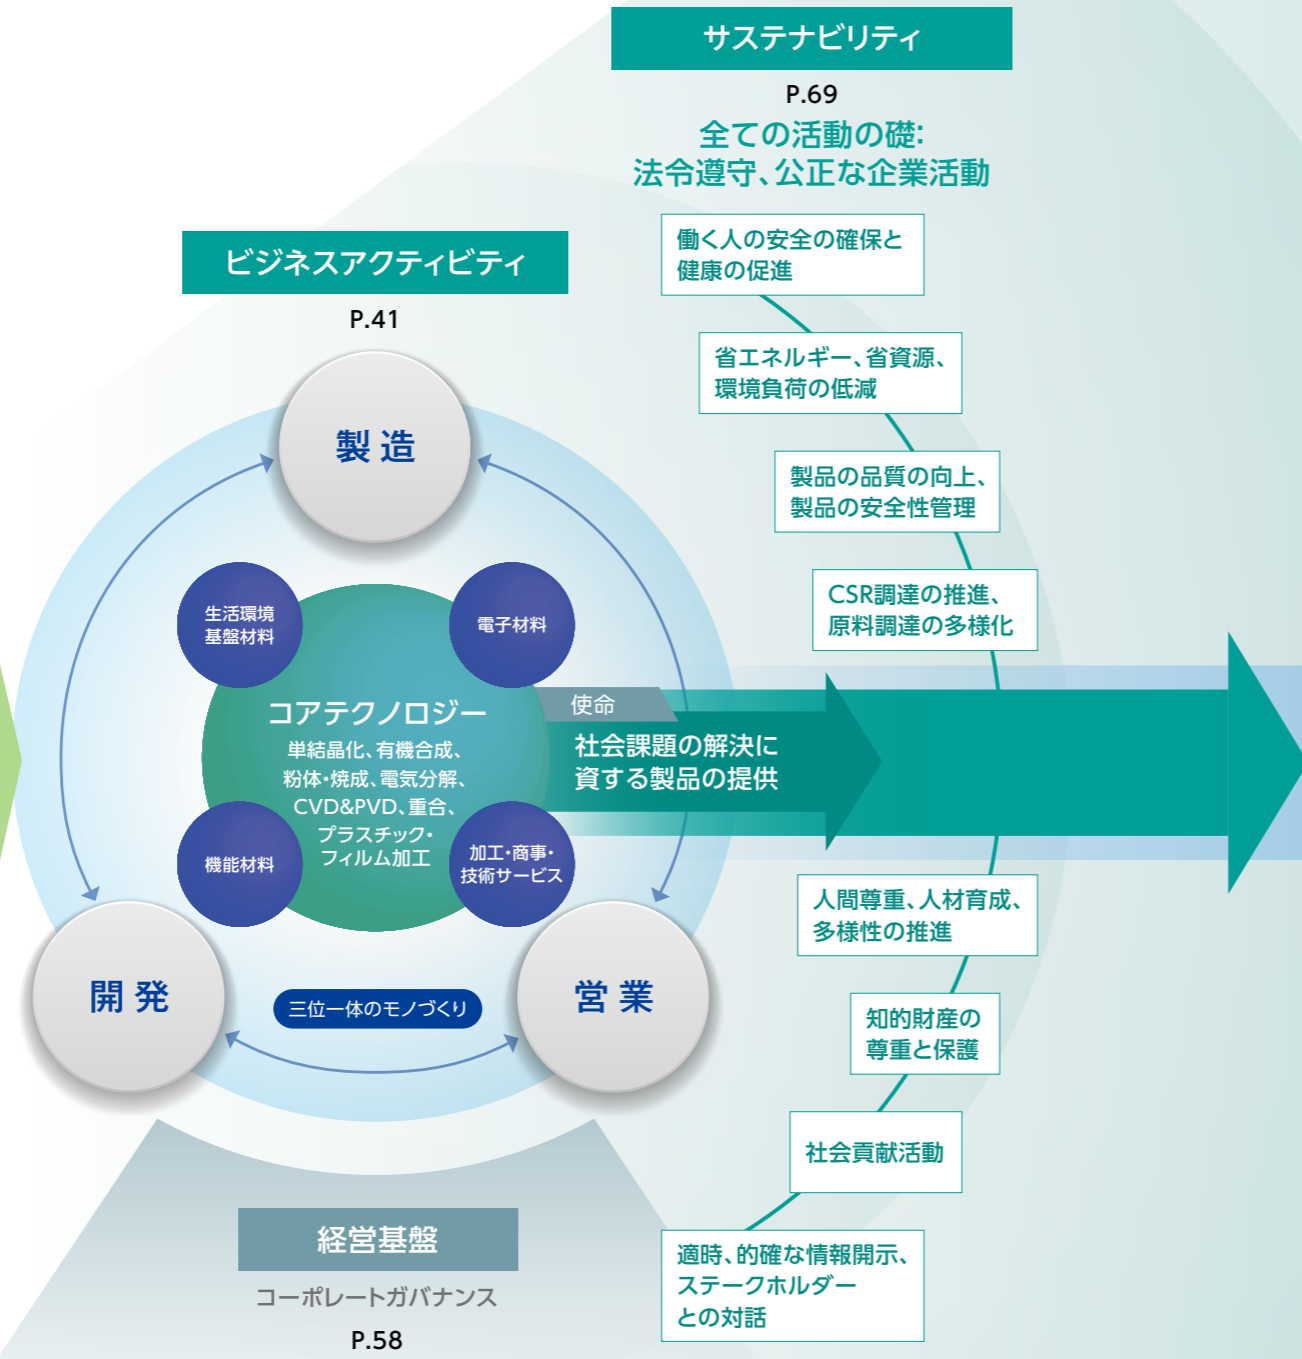 サステナビリティ
P.69
全ての活動の礎:
法令遵守、公正な企業活動
働く人の安全の確保と
健康の促進
省エネルギー、省資源、
環境負荷の低減
製品の品質の向上、
製品の安全性管理
CSR調達の推進、
原料調達の多様化
人間尊重、人材育成、
多様性の推進
知的財産の
尊重と保護
社会貢献活動
適時、的確な情報開示、
ステークホルダー
との対話
ビジネスアクティビティ
P.41
製造
生活環境
基盤材料
電子材料
コアテクノロジー
単結晶化、有機合成、
粉体・焼成、電気分解、
CVD&PVD、重合、
プラスチック・
フィルム加工
機能材料
加工・商事・
技術サービス
使命
社会課題の解決に
資する製品の提供
開発
三位一体のモノづくり
営業
経営基盤
コーポレートガバナンス
P.58